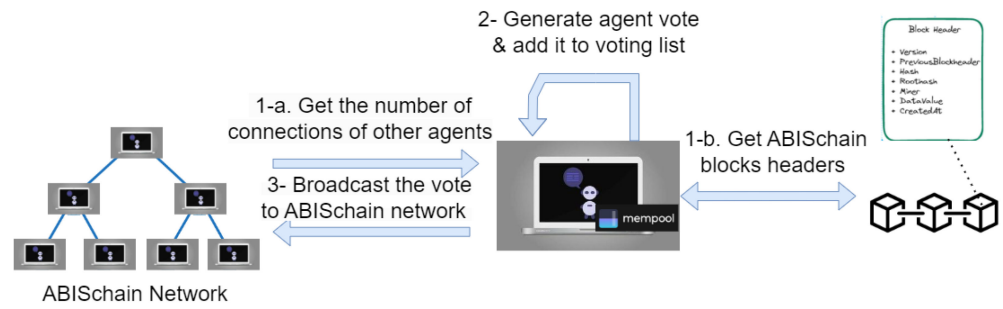 2- Generate agent vote
& add it to voting list
Block Header
Version
PreviousBlockheader
Hash
Roothash
Miner
DataValue
CreatedAt
1-a. Get the number of
connections of other agents
1-b. Get ABISchain
blocks headers
3- Broadcast the vote
to ABISchain network
mempool
ABISchain Network